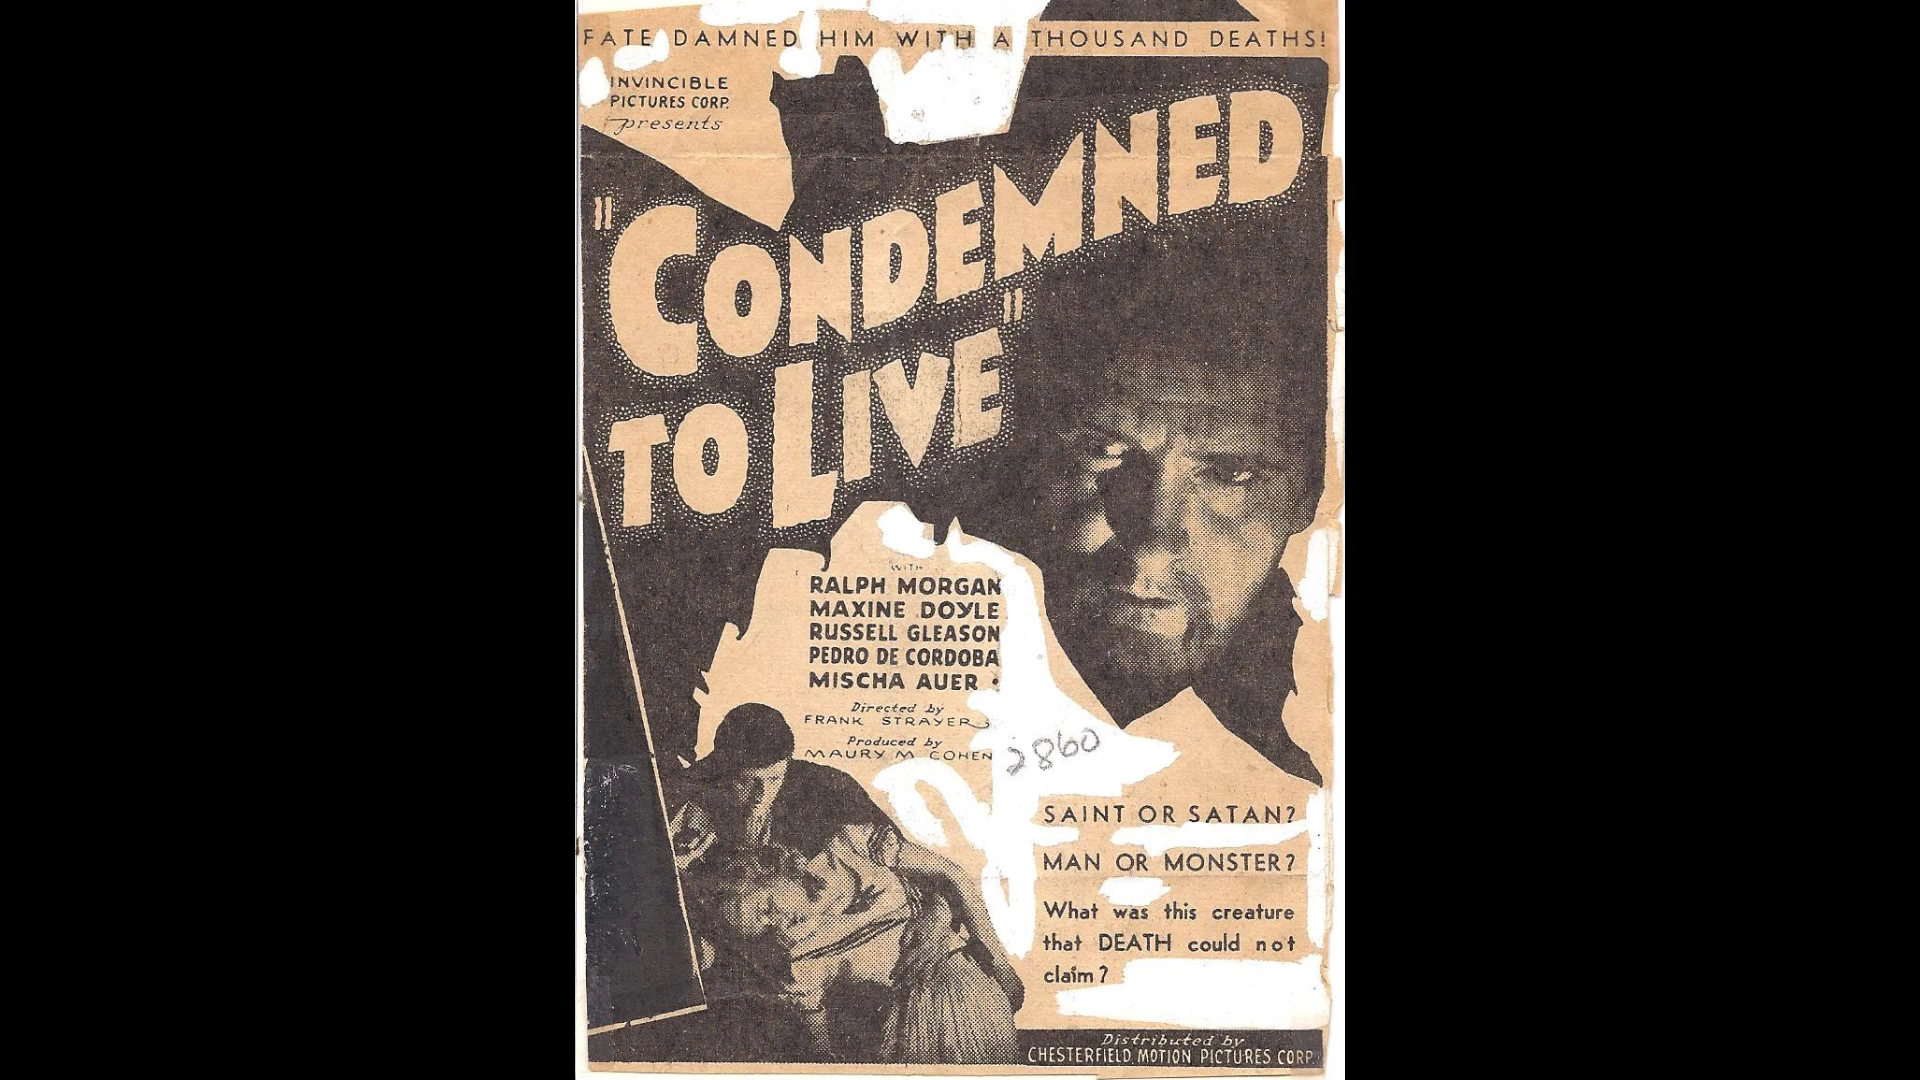 FATE DAMNED HIM WITH A THOUSAND DEATHS!
INVINCIBLE
PICTURES CORP.
presents
"CONDEMNED
TO LIVE"
WITH
RALPH MORGAN
MAXINE DOYLE
RUSSELL GLEASON
PEDRO DE CORDOBA
MISCHA AUER •
Directed by
FRANK STRAYER
Produced by
MAURY M COHEN
2860
SAINT OR SATAN?
MAN OR MONSTER?
What was this creature
that DEATH could not
claim?
Distributed by
CHESTERFIELD MOTION PICTURES CORP.